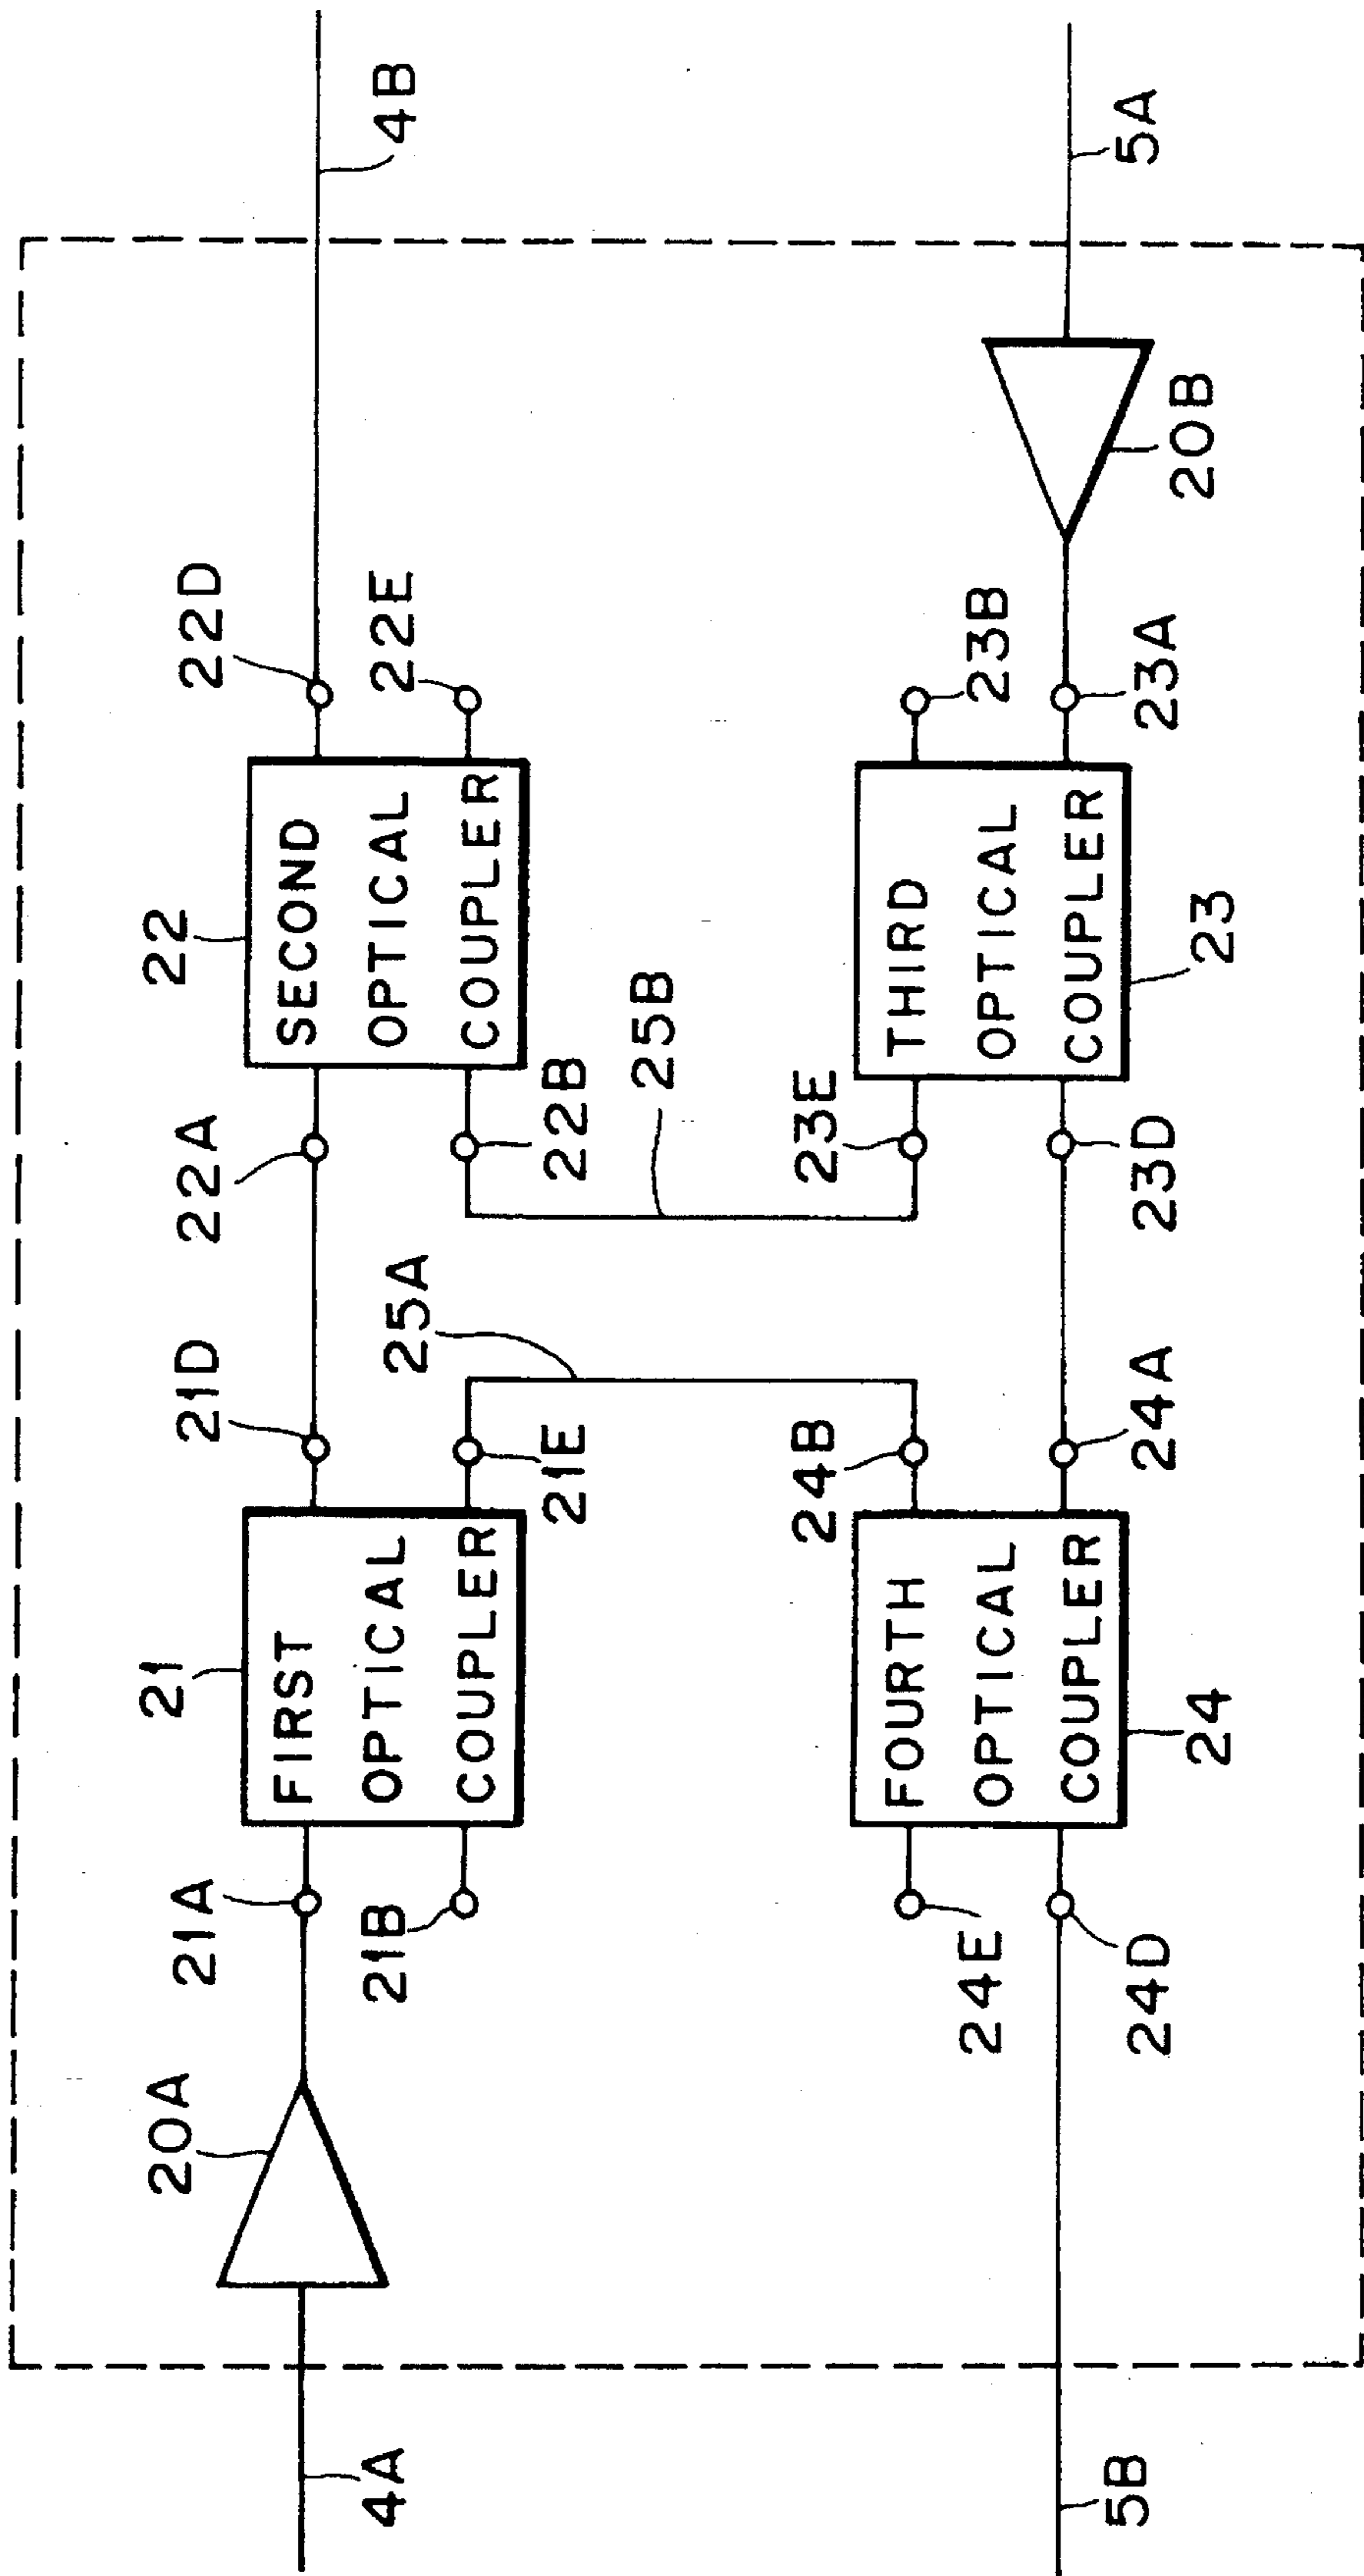 4A
20A
21A
21B
21
FIRST
OPTICAL
COUPLER
21D
21E
25A
22A
22B
22
SECOND
OPTICAL
COUPLER
22D
22E
4B
25B
5B
24E
24D
FOURTH
OPTICAL
COUPLER
24
24B
24A
23E
23D
THIRD
OPTICAL
COUPLER
23
23B
23A
20B
5A